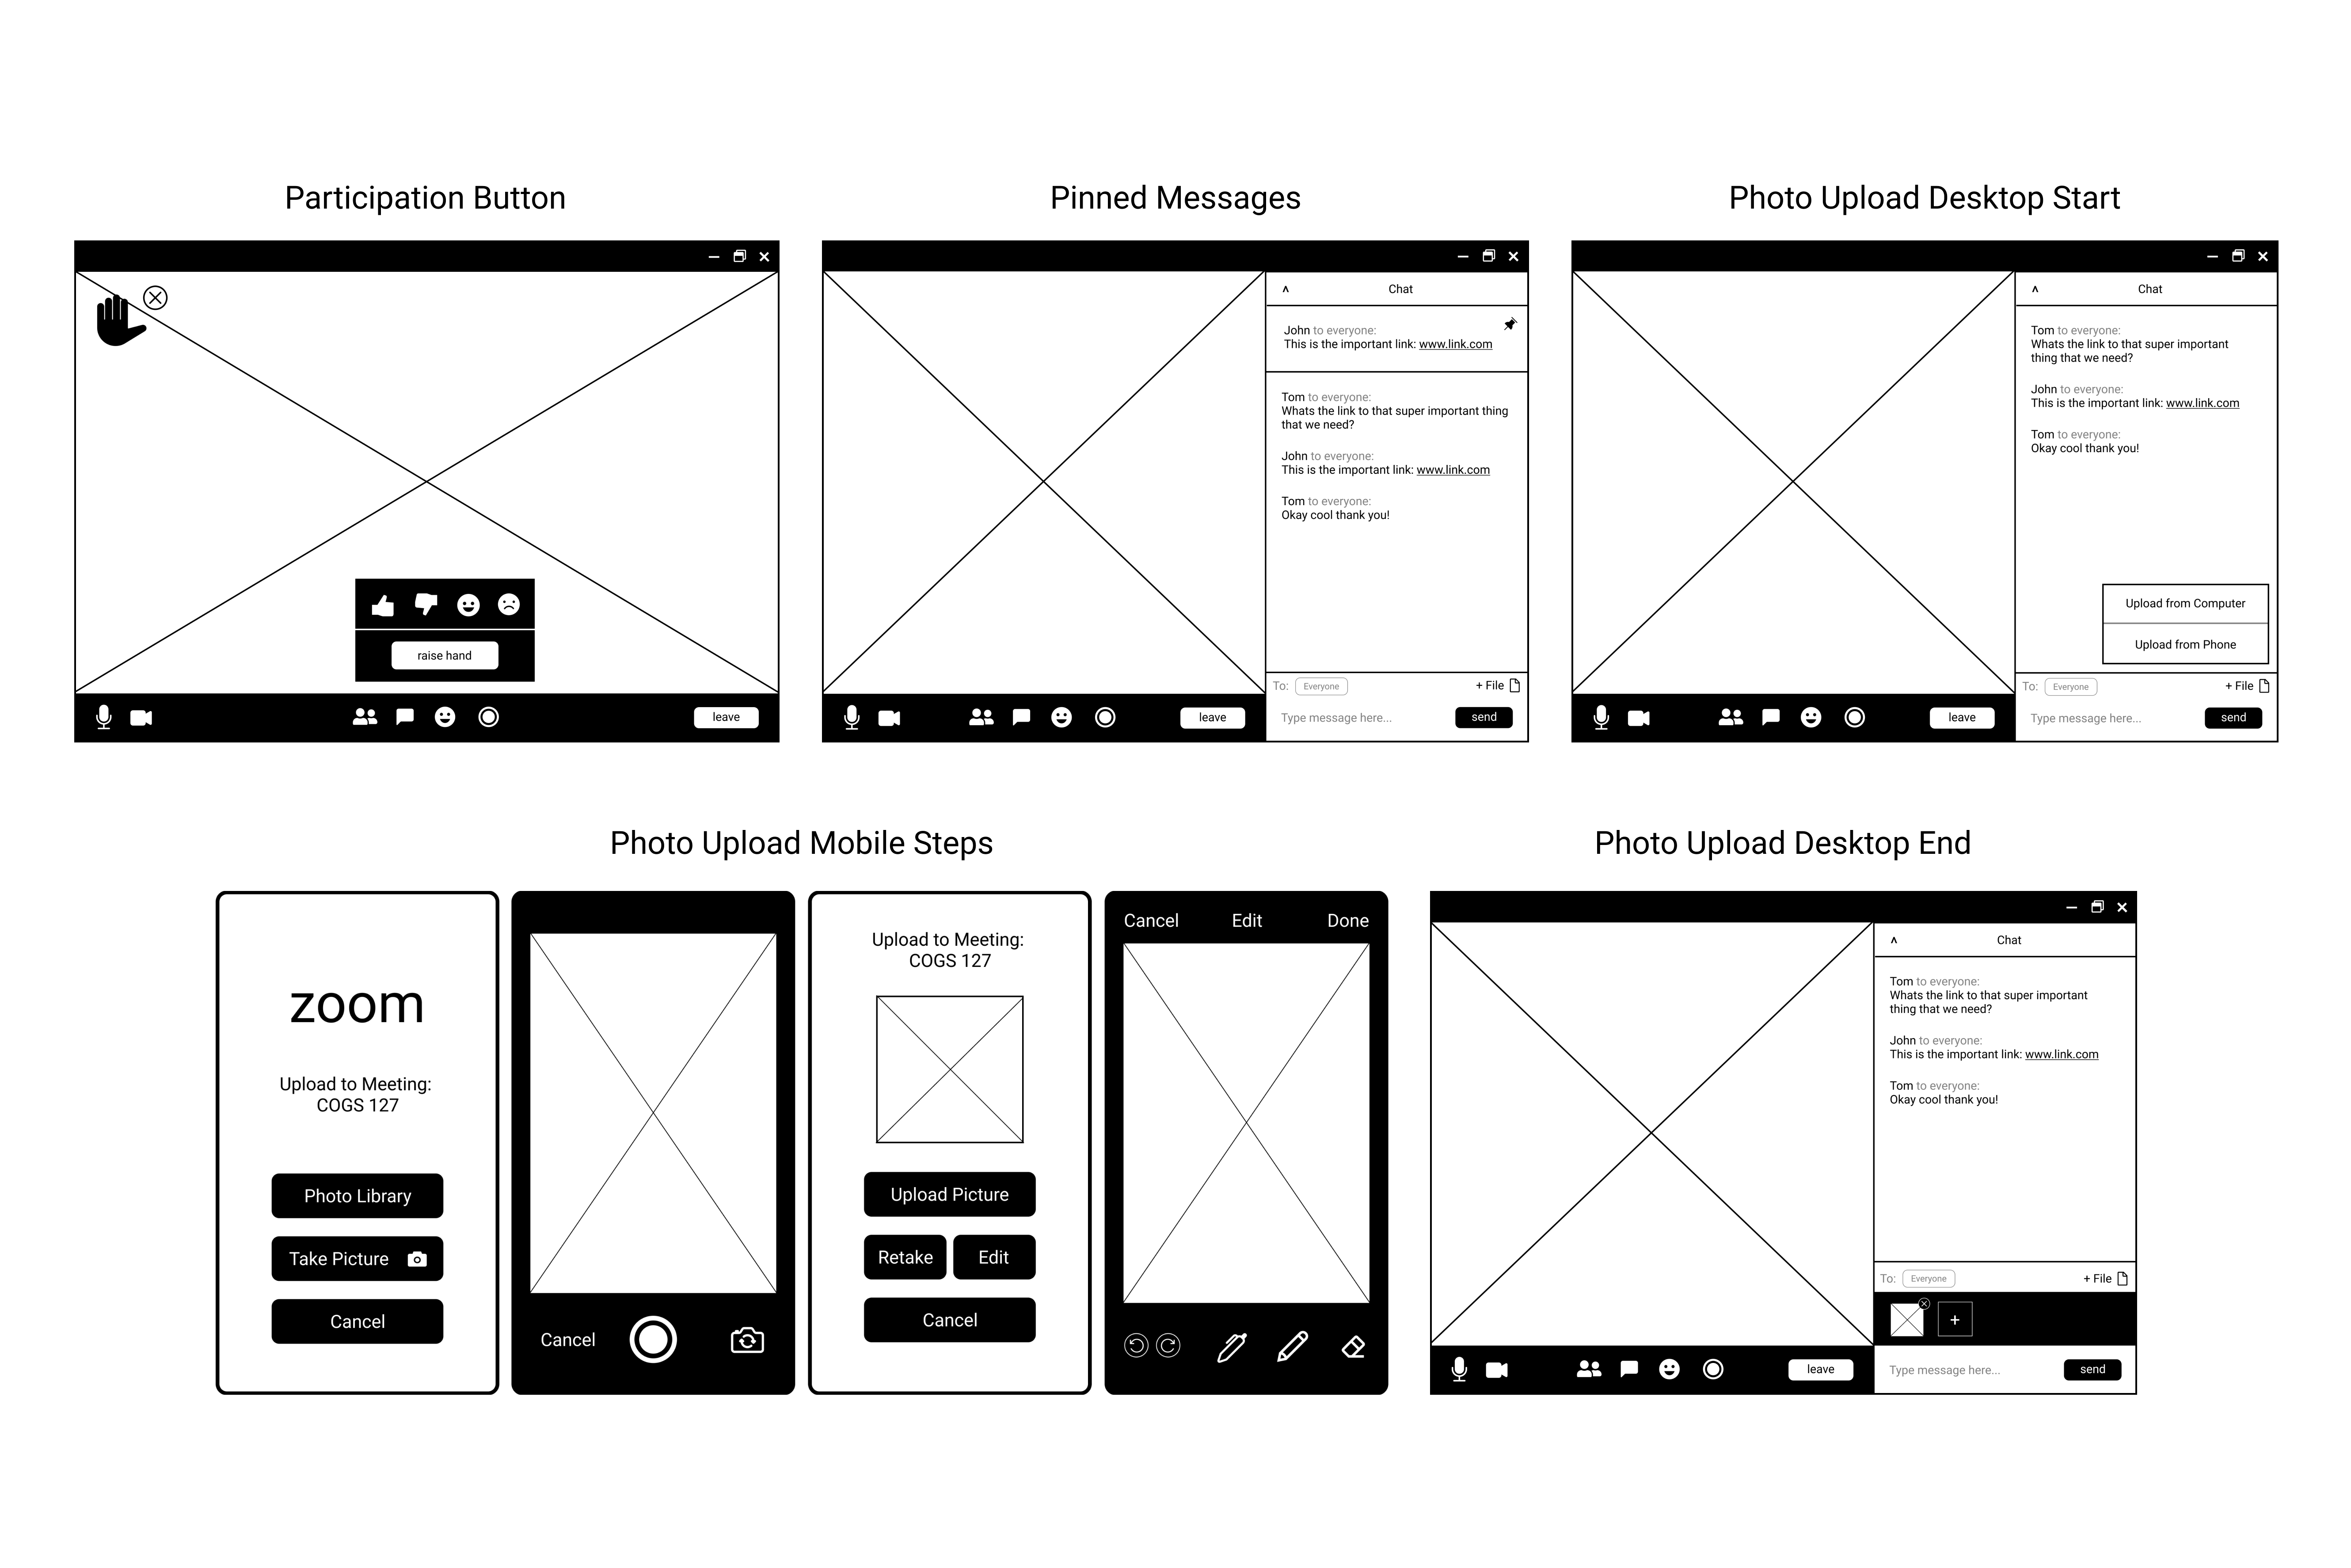 Participation Button
raise hand
leave
Pinned Messages
^ Chat
John to everyone:
This is the important link: www.link.com
Tom to everyone:
Whats the link to that super important thing
that we need?
John to everyone:
This is the important link: www.link.com
Tom to everyone:
Okay cool thank you!
To: Everyone + File
Type message here... send
leave
Photo Upload Desktop Start
^ Chat
Tom to everyone:
Whats the link to that super important
thing that we need?
John to everyone:
This is the important link: www.link.com
Tom to everyone:
Okay cool thank you!
Upload from Computer
Upload from Phone
To: Everyone + File
Type message here... send
leave
Photo Upload Mobile Steps
zoom
Upload to Meeting:
COGS 127
Photo Library
Take Picture
Cancel
Cancel
Upload to Meeting:
COGS 127
Upload Picture
Retake Edit
Cancel
Cancel Edit Done
Photo Upload Desktop End
^ Chat
Tom to everyone:
Whats the link to that super important
thing that we need?
John to everyone:
This is the important link: www.link.com
Tom to everyone:
Okay cool thank you!
To: Everyone + File
+
Type message here... send
leave